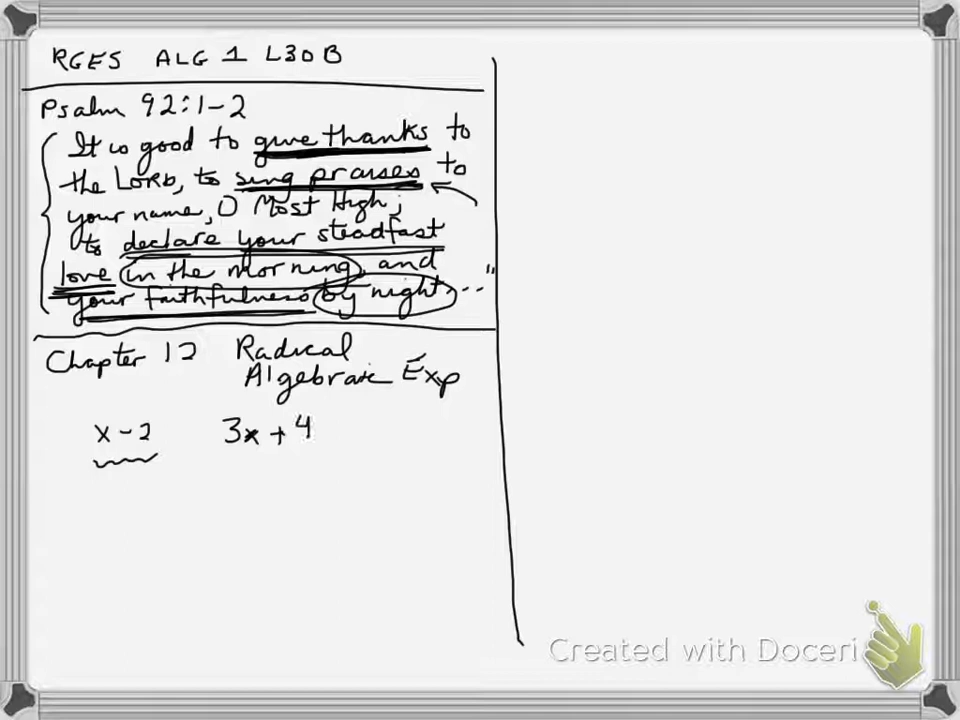 RGES ALG 1 L30B
Psalm 92:1-2
It is good to give thanks to
the LORD, to sing praises to
your name, O Most High;
to declare your steadfast
love in the morning, and
your faithfulness by night..."
Chapter 12 Radical
Algebraic Exp
x-2 3x+4
Created with Doceri